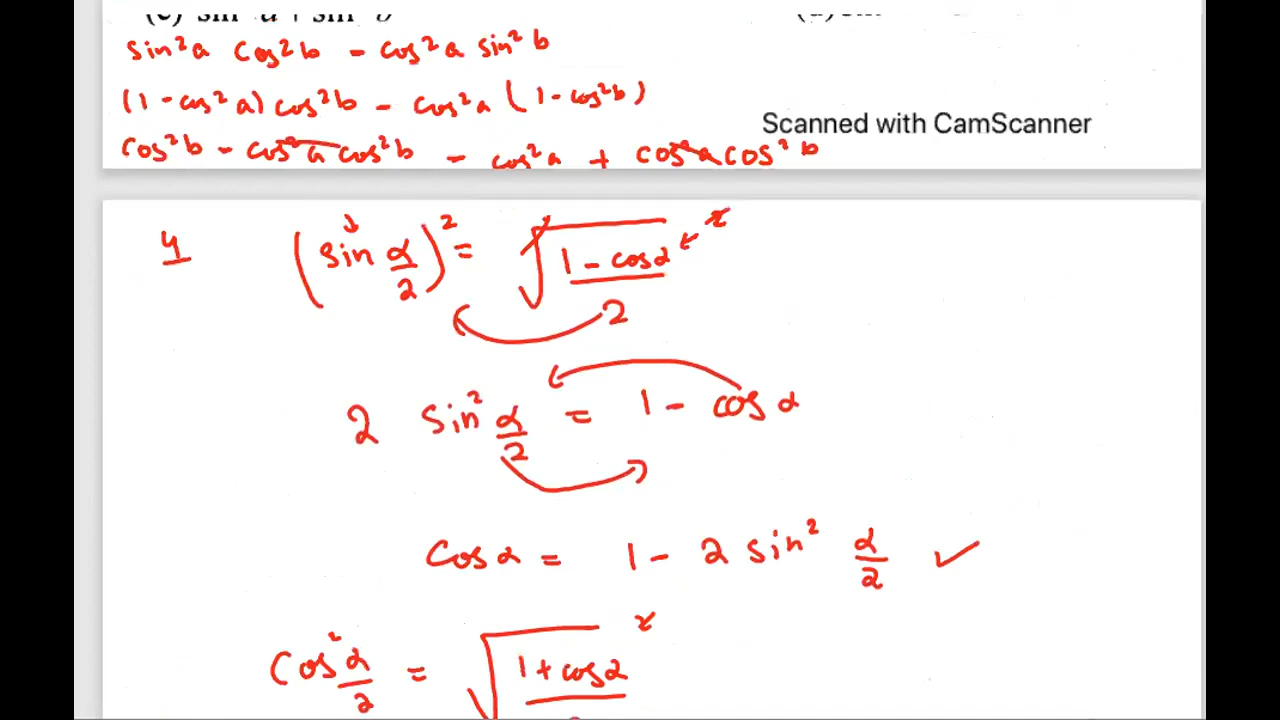 sin²a cos²b - cos²a sin²b
(1 - cos²a) cos²b - cos²a (1 - cos²b)
Scanned with CamScanner
cos²b - cos²a cos²b - cos²a + cos²a cos²b
4 (sin α/2)² = √(1 - cosα / 2)²
2 sin² α/2 = 1 - cos α
cos α = 1 - 2 sin² α/2 ✓
cos² α/2 = √(1 + cosα)²